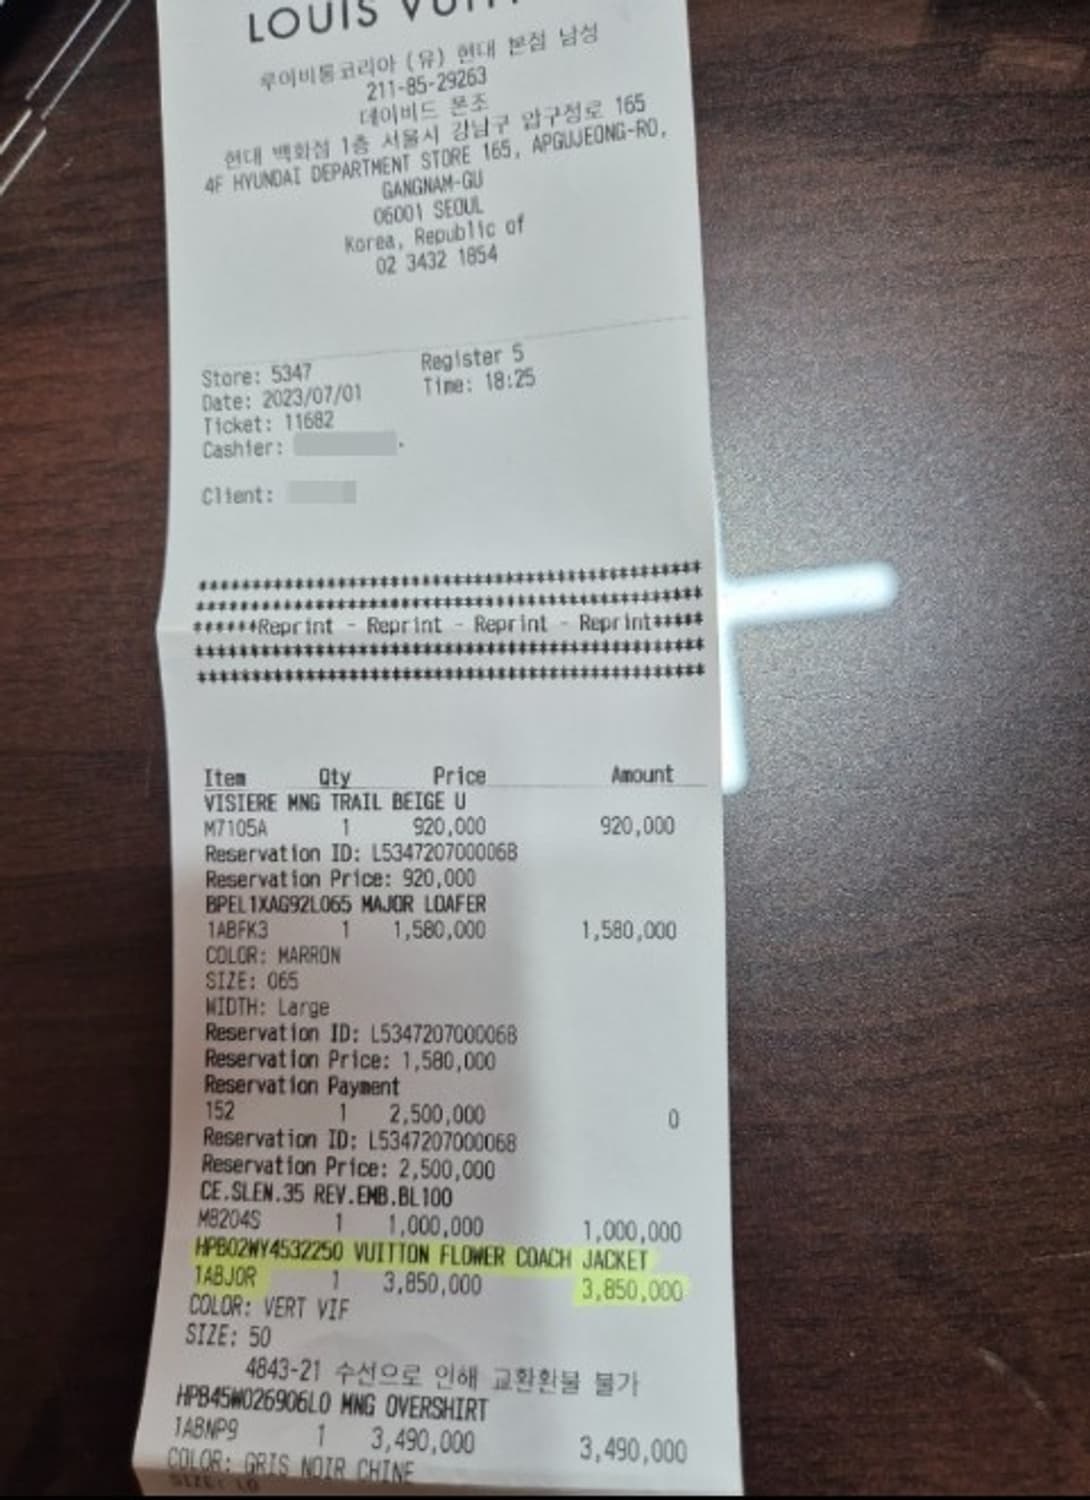 LOUIS VUITT
루이비통코리아 (유) 현대 본점 남성
211-85-29263
데이비드 퐁조
현대 백화점 1층 서울시 강남구 압구정로 165
4F HYUNDAI DEPARTMENT STORE 165, APGUJEONG-RO,
GANGNAM-GU
06001 SEOUL
Korea, Republic of
02 3432 1854
Store: 5347 Register 5
Date: 2023/07/01 Time: 18:25
Ticket: 11682
Cashier:
Client:
************************************************
************************************************
******Reprint - Reprint - Reprint - Reprint*****
************************************************
************************************************
Item Qty Price Amount
VISIERE MNG TRAIL BEIGE U
M7105A 1 920,000 920,000
Reservation ID: L5347207000068
Reservation Price: 920,000
BPEL1XAG92L065 MAJOR LOAFER
1ABFK3 1 1,580,000 1,580,000
COLOR: MARRON
SIZE: 065
WIDTH: Large
Reservation ID: L5347207000068
Reservation Price: 1,580,000
Reservation Payment
152 1 2,500,000 0
Reservation ID: L5347207000068
Reservation Price: 2,500,000
CE.SLEN.35 REV.EMB.BL100
M8204S 1 1,000,000 1,000,000
HPB02WY4532250 VUITTON FLOWER COACH JACKET
1ABJOR 1 3,850,000 3,850,000
COLOR: VERT VIF
SIZE: 50
4843-21 수선으로 인해 교환환불 불가
HPB45W026906L0 MNG OVERSHIRT
1ABNP9 1 3,490,000 3,490,000
COLOR: GRIS NOIR CHINE
SIZE: L0